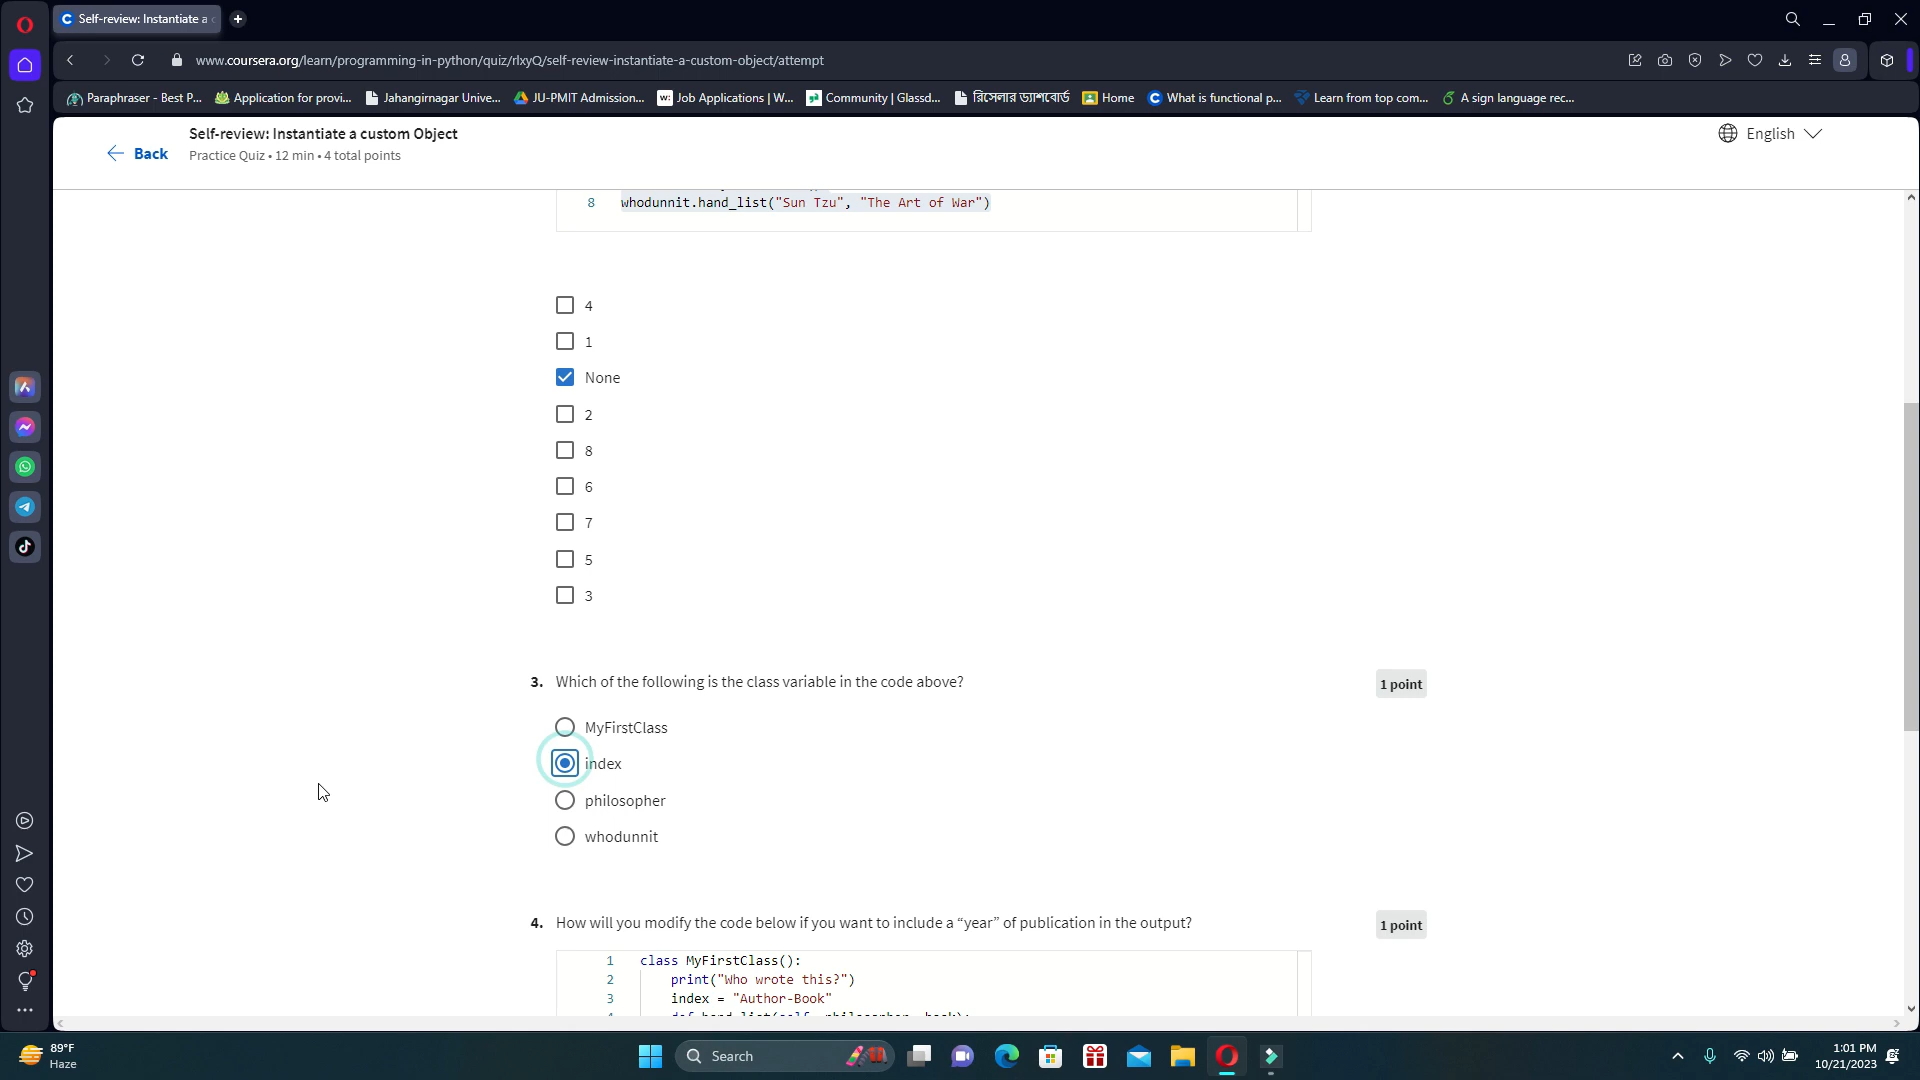 Self-review: Instantiate a c
www.coursera.org/learn/programming-in-python/quiz/rlxyQ/self-review-instantiate-a-custom-object/attempt
Paraphraser - Best P... Application for provi... Jahangirnagar Unive... JU-PMIT Admission... Job Applications | W... Community | Glassd... রিসেলার ড্যাশবোর্ড Home What is functional p... Learn from top com... A sign language rec...
Self-review: Instantiate a custom Object
Back
Practice Quiz • 12 min • 4 total points
English
8 whodunnit.hand_list("Sun Tzu", "The Art of War")
4
1
None
2
8
6
7
5
3
3. Which of the following is the class variable in the code above?
1 point
MyFirstClass
index
philosopher
whodunnit
4. How will you modify the code below if you want to include a “year” of publication in the output?
1 point
1 class MyFirstClass():
2 print("Who wrote this?")
3 index = "Author-Book"
89°F
Haze
Search
1:01 PM
10/21/2023